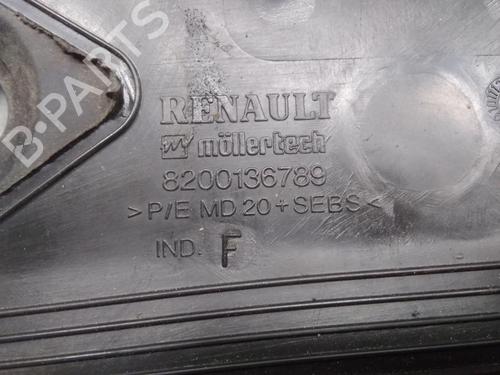 RENAULT
möllertech
8200136789
>P/E MD 20 + SEBS<
IND. F
B-PARTS